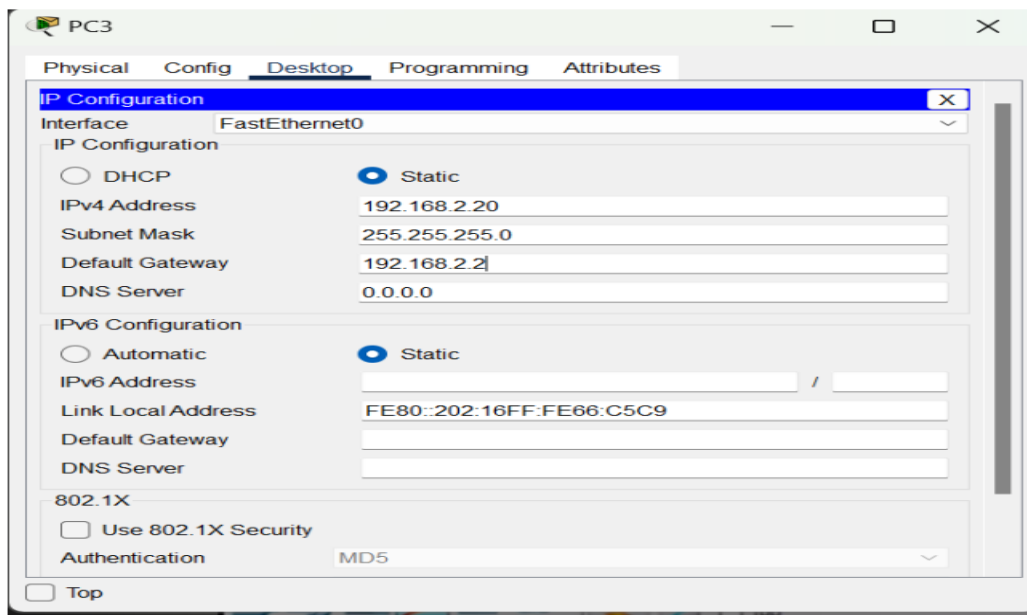 PC3
Physical Config Desktop Programming Attributes
IP Configuration X
Interface FastEthernet0
IP Configuration
DHCP Static
IPv4 Address 192.168.2.20
Subnet Mask 255.255.255.0
Default Gateway 192.168.2.2
DNS Server 0.0.0.0
IPv6 Configuration
Automatic Static
IPv6 Address /
Link Local Address FE80::202:16FF:FE66:C5C9
Default Gateway
DNS Server
802.1X
Use 802.1X Security
Authentication MD5
Top